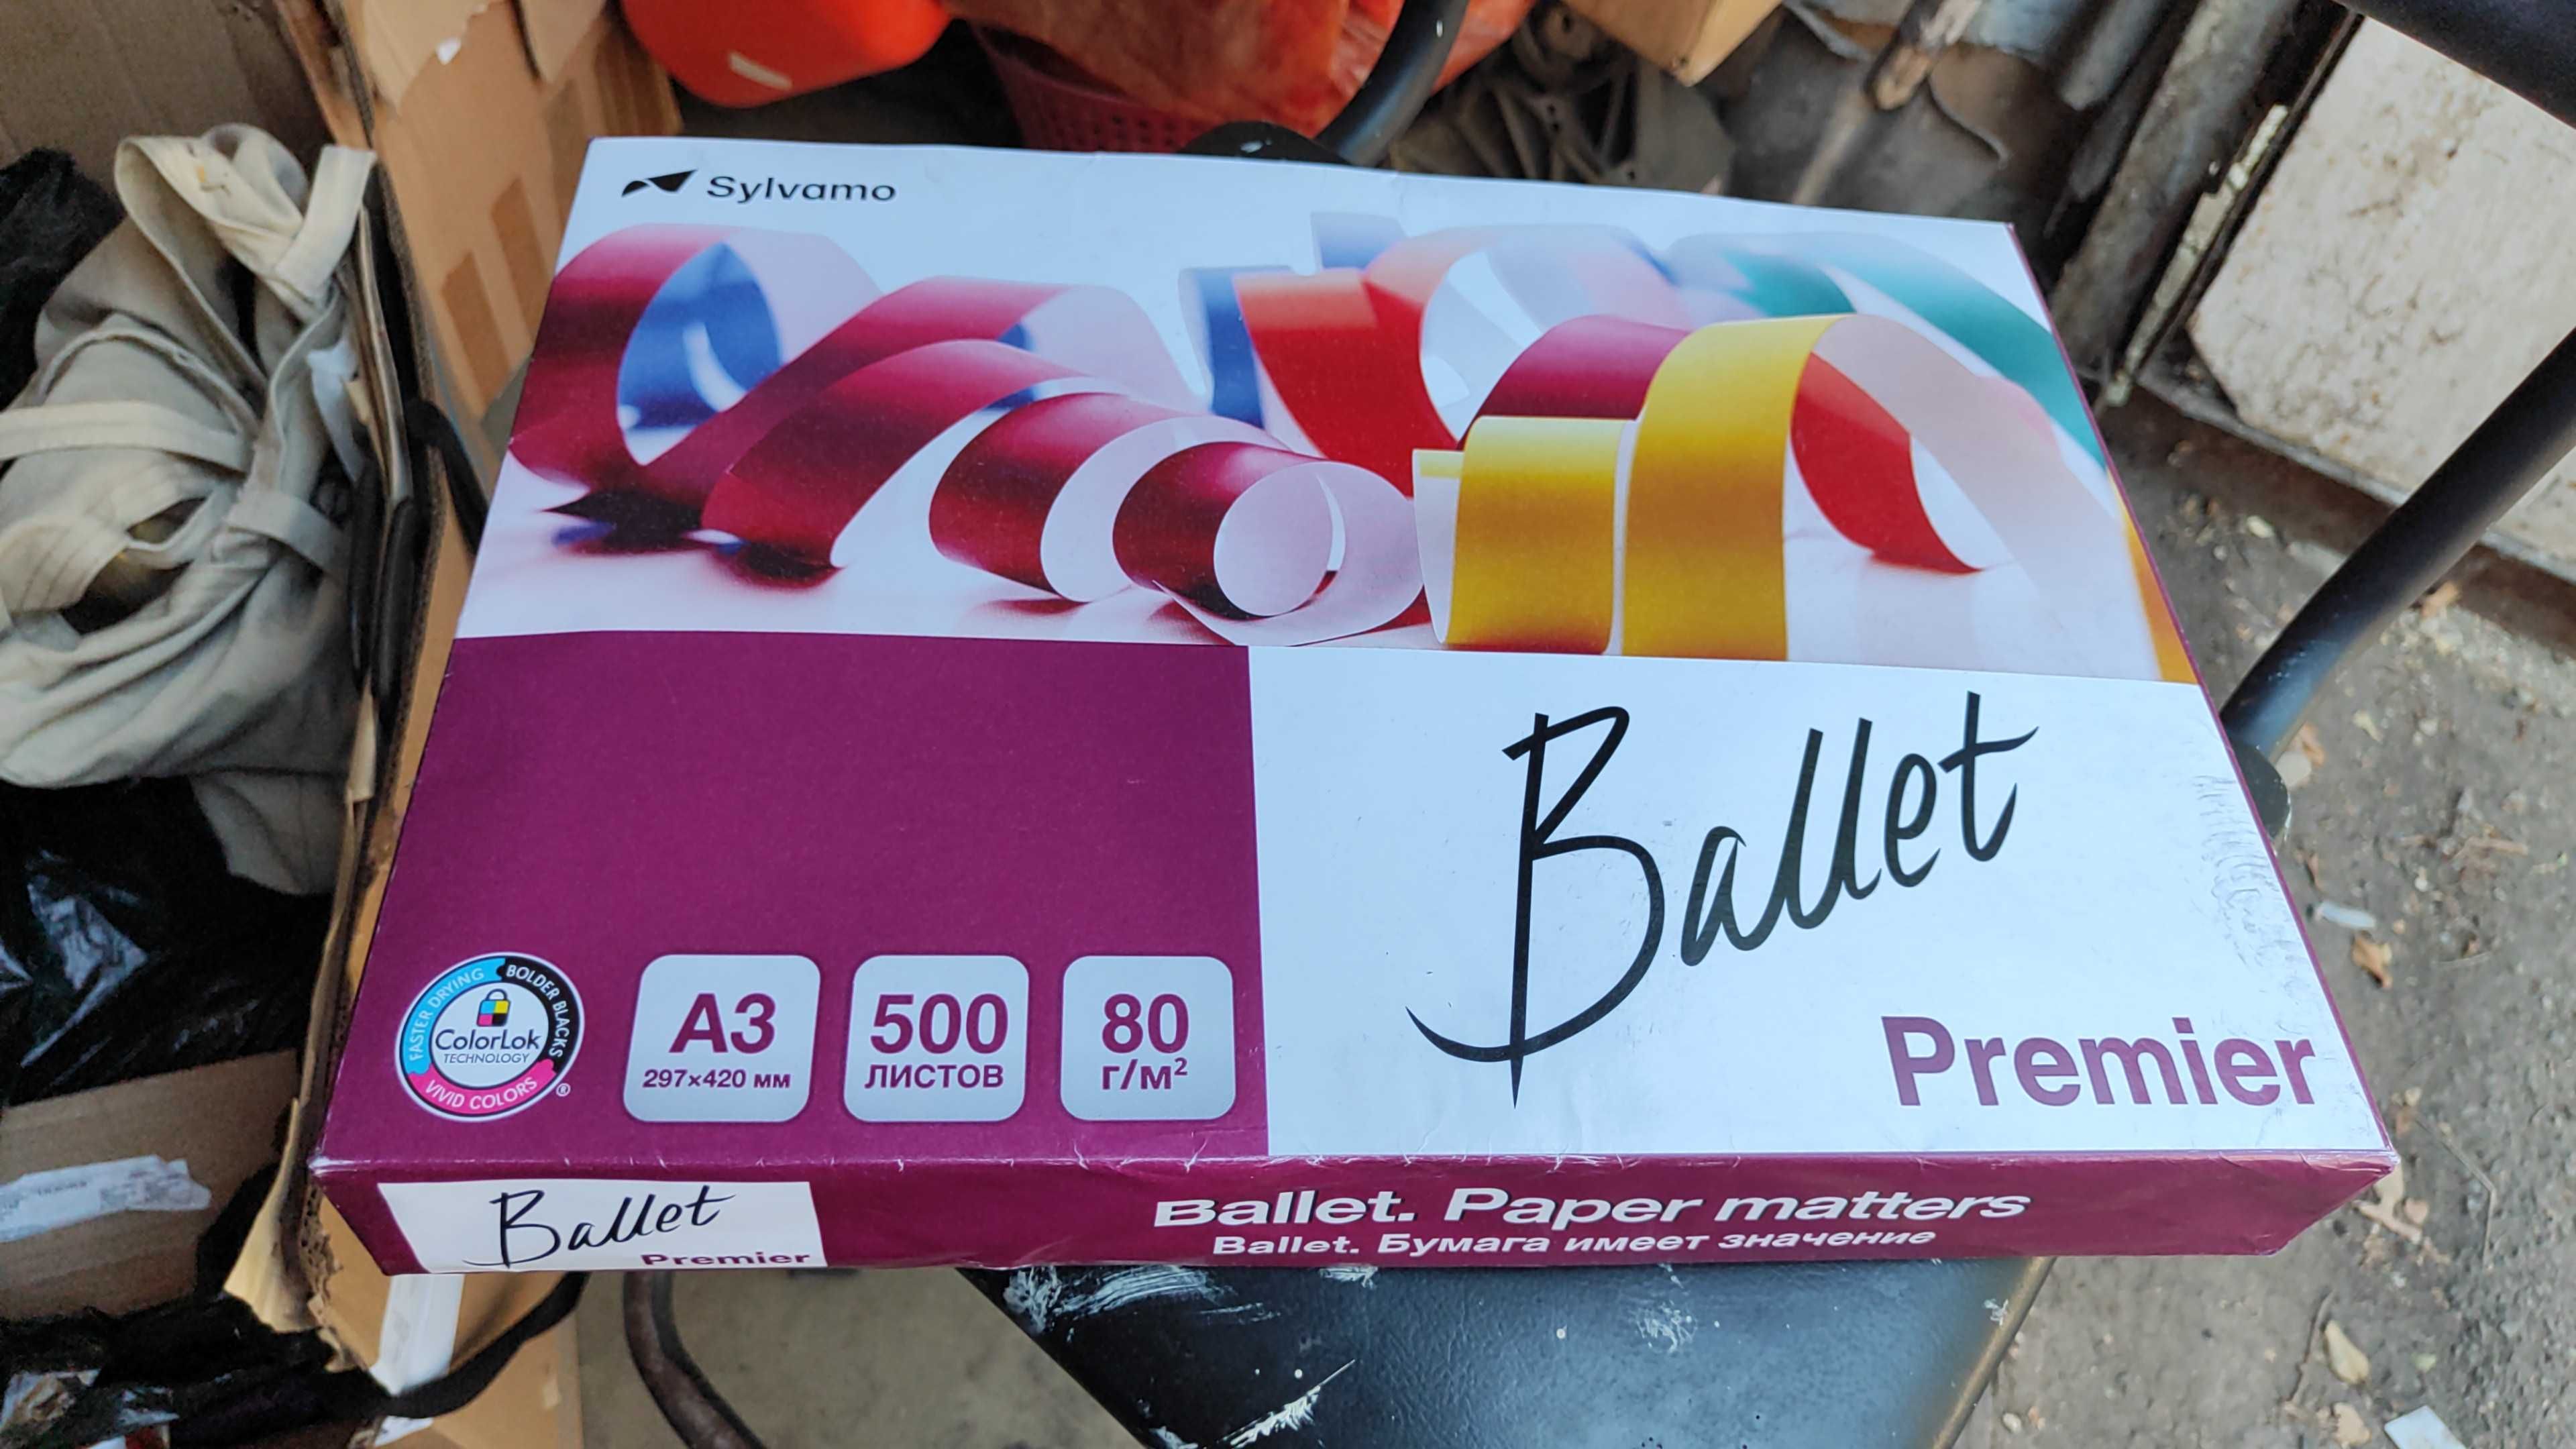 Sylvamo
Ballet
Premier
FASTER DRYING
BOLDER BLACKS
ColorLok
TECHNOLOGY
VIVID COLORS
®
A3
297×420 мм
500
ЛИСТОВ
80
г/м²
Ballet
Premier
Ballet. Paper matters
Ballet. Бумага имеет значение